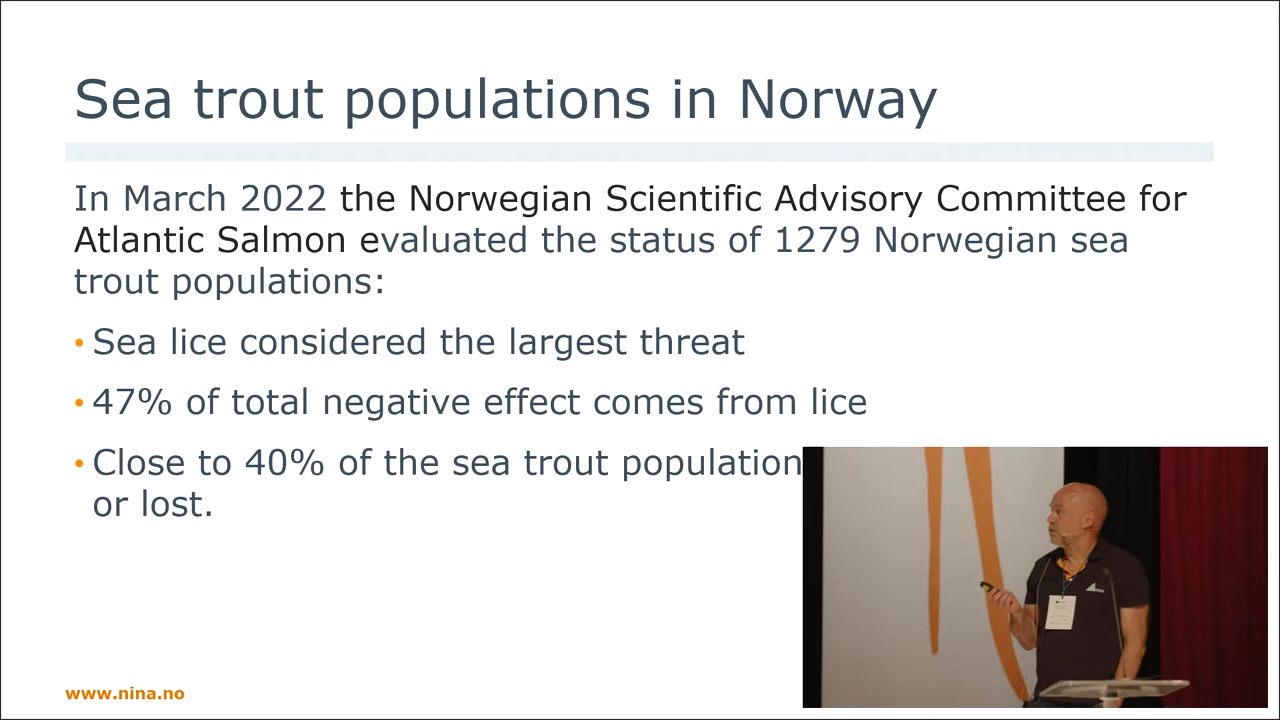 Sea trout populations in Norway
In March 2022 the Norwegian Scientific Advisory Committee for
Atlantic Salmon evaluated the status of 1279 Norwegian sea
trout populations:
• Sea lice considered the largest threat
• 47% of total negative effect comes from lice
• Close to 40% of the sea trout population
or lost.
www.nina.no